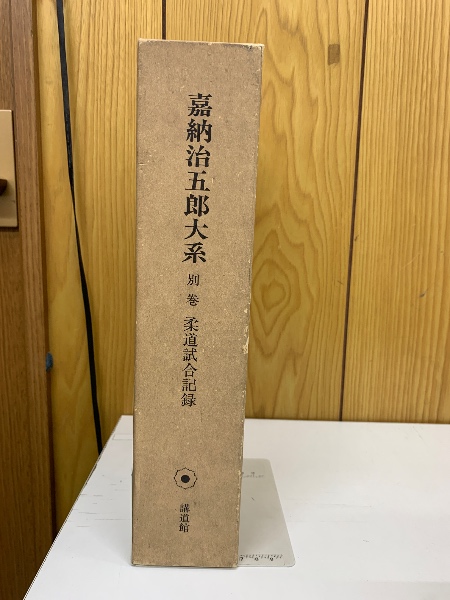 嘉納治五郎大系
別巻
柔道試合記録
講道館